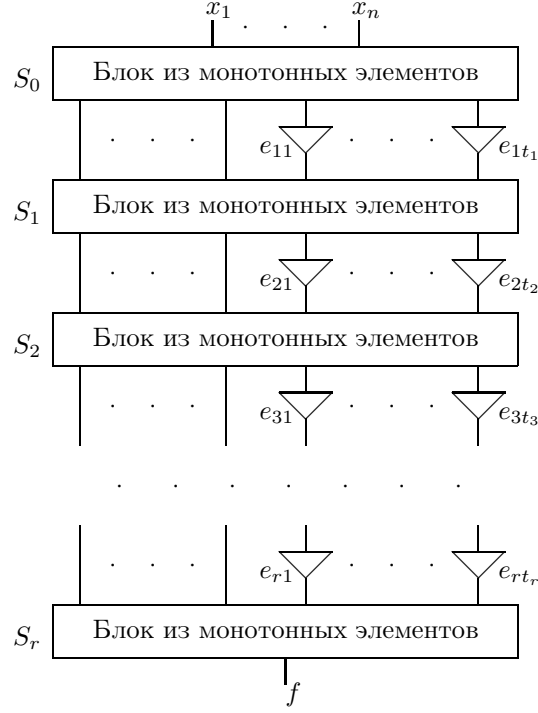 x₁ · · · xₙ
S₀ Блок из монотонных элементов
· · · e₁₁ · · · e₁ₜ₁
S₁ Блок из монотонных элементов
· · · e₂₁ · · · e₂ₜ₂
S₂ Блок из монотонных элементов
· · · e₃₁ · · · e₃ₜ₃
· · · · · · ·
· · · eᵣ₁ · · · eᵣₜᵣ
Sᵣ Блок из монотонных элементов
f